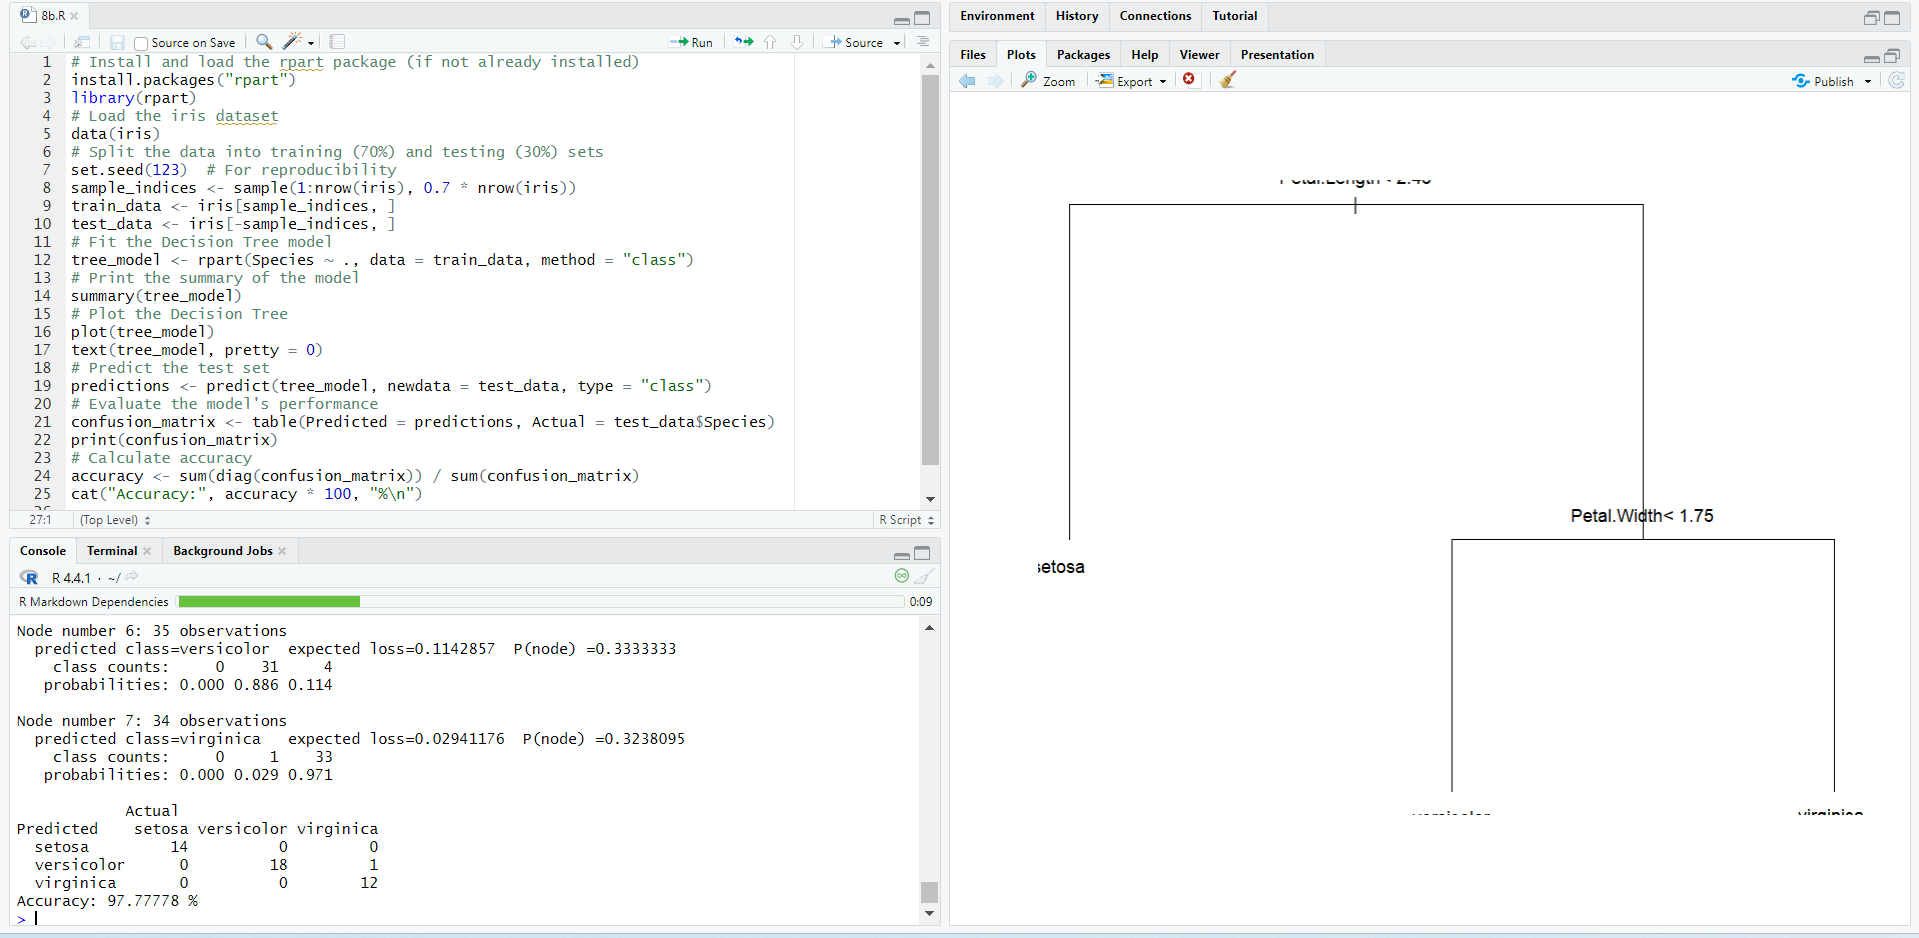 8b.R
Source on Save
Run
Source
1 # Install and load the rpart package (if not already installed)
2 install.packages("rpart")
3 library(rpart)
4 # Load the iris dataset
5 data(iris)
6 # Split the data into training (70%) and testing (30%) sets
7 set.seed(123)  # For reproducibility
8 sample_indices <- sample(1:nrow(iris), 0.7 * nrow(iris))
9 train_data <- iris[sample_indices, ]
10 test_data <- iris[-sample_indices, ]
11 # Fit the Decision Tree model
12 tree_model <- rpart(Species ~ ., data = train_data, method = "class")
13 # Print the summary of the model
14 summary(tree_model)
15 # Plot the Decision Tree
16 plot(tree_model)
17 text(tree_model, pretty = 0)
18 # Predict the test set
19 predictions <- predict(tree_model, newdata = test_data, type = "class")
20 # Evaluate the model's performance
21 confusion_matrix <- table(Predicted = predictions, Actual = test_data$Species)
22 print(confusion_matrix)
23 # Calculate accuracy
24 accuracy <- sum(diag(confusion_matrix)) / sum(confusion_matrix)
25 cat("Accuracy:", accuracy * 100, "%\n")
27:1 (Top Level) R Script
Console Terminal Background Jobs
R 4.4.1 · ~/
R Markdown Dependencies 0:09
Node number 6: 35 observations
  predicted class=versicolor  expected loss=0.1142857  P(node) =0.3333333
    class counts:     0    31     4
   probabilities: 0.000 0.886 0.114
Node number 7: 34 observations
  predicted class=virginica   expected loss=0.02941176  P(node) =0.3238095
    class counts:     0     1    33
   probabilities: 0.000 0.029 0.971
            Actual
Predicted    setosa versicolor virginica
  setosa         14          0         0
  versicolor      0         18         1
  virginica       0          0        12
Accuracy: 97.77778 %
>
Environment History Connections Tutorial
Files Plots Packages Help Viewer Presentation
Zoom Export Publish
Petal.Width< 1.75
setosa